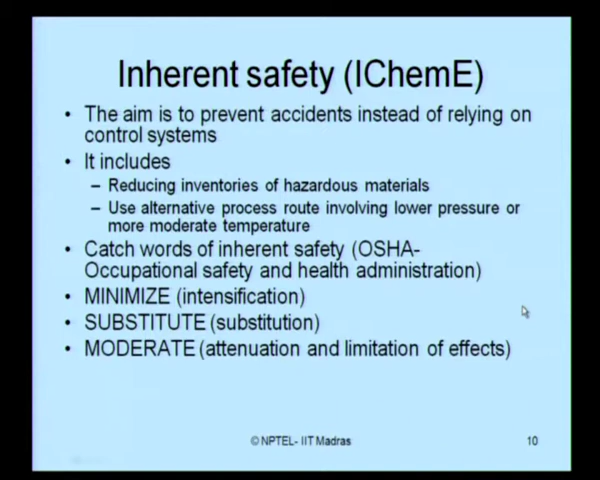 Inherent safety (IChemE)
• The aim is to prevent accidents instead of relying on
control systems
• It includes
– Reducing inventories of hazardous materials
– Use alternative process route involving lower pressure or
more moderate temperature
• Catch words of inherent safety (OSHA-
Occupational safety and health administration)
• MINIMIZE (intensification)
• SUBSTITUTE (substitution)
• MODERATE (attenuation and limitation of effects)
© NPTEL- IIT Madras
10